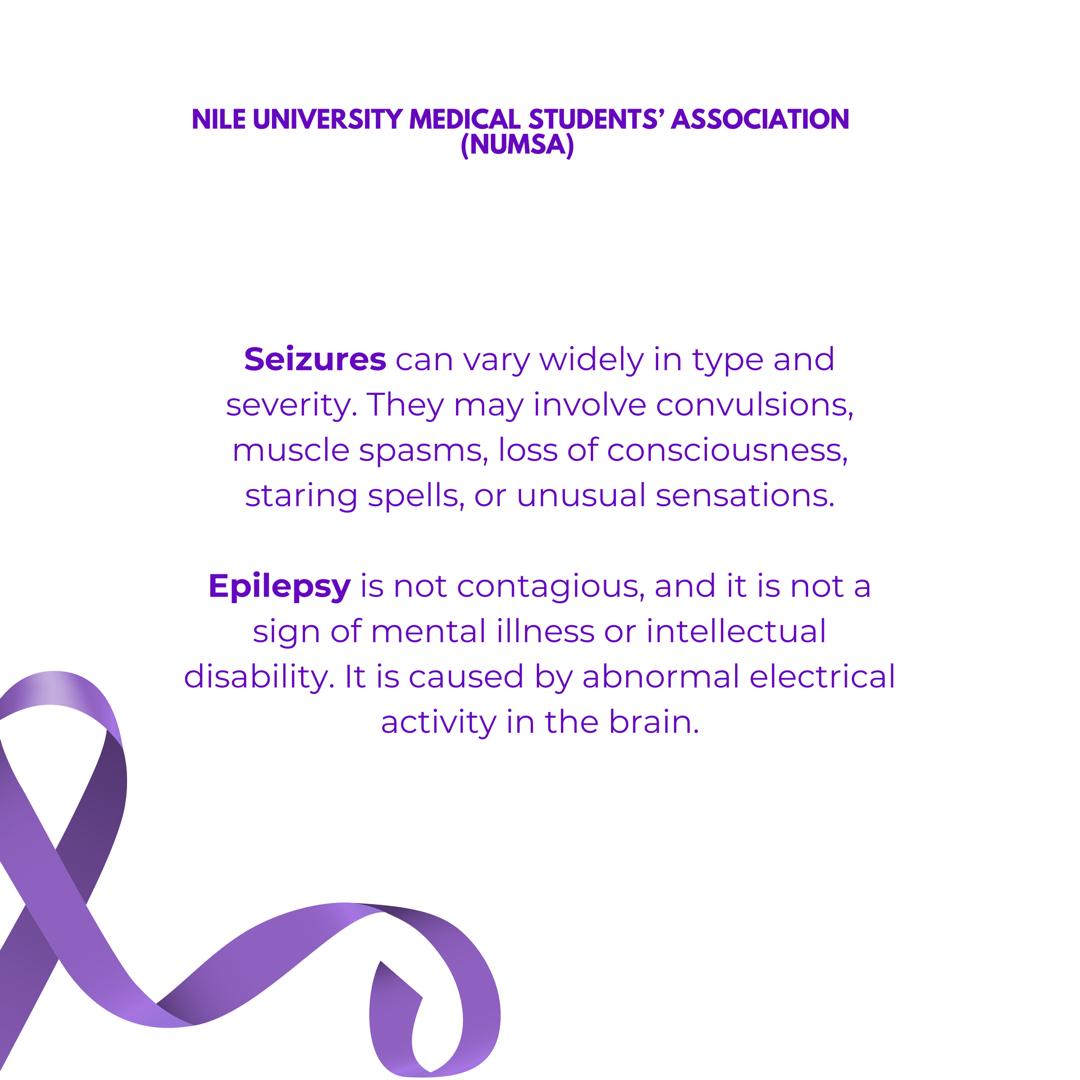 NILE UNIVERSITY MEDICAL STUDENTS’ ASSOCIATION
(NUMSA)
Seizures can vary widely in type and
severity. They may involve convulsions,
muscle spasms, loss of consciousness,
staring spells, or unusual sensations.
Epilepsy is not contagious, and it is not a
sign of mental illness or intellectual
disability. It is caused by abnormal electrical
activity in the brain.